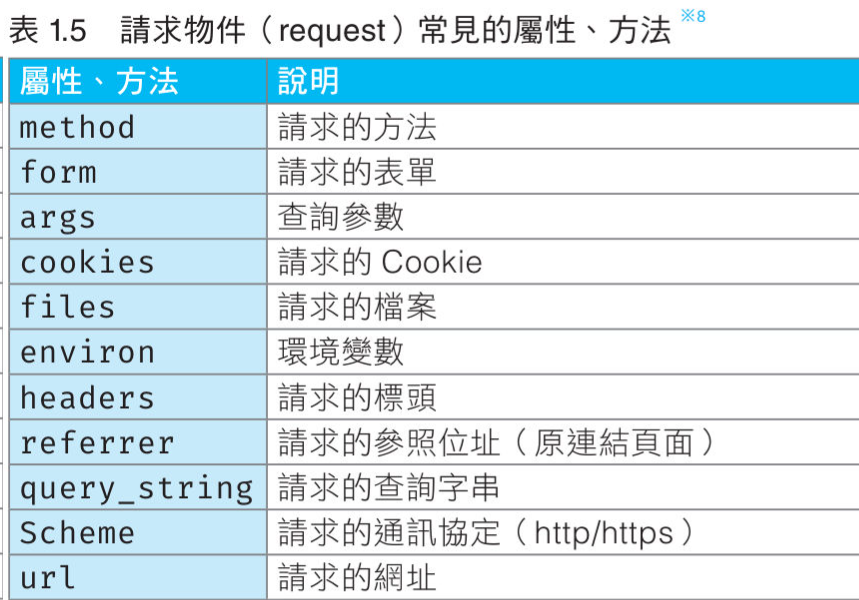 表 1.5 請求物件（request）常見的屬性、方法 ※8
屬性、方法 說明
method 請求的方法
form 請求的表單
args 查詢參數
cookies 請求的 Cookie
files 請求的檔案
environ 環境變數
headers 請求的標頭
referrer 請求的參照位址（原連結頁面）
query_string 請求的查詢字串
Scheme 請求的通訊協定（http/https）
url 請求的網址